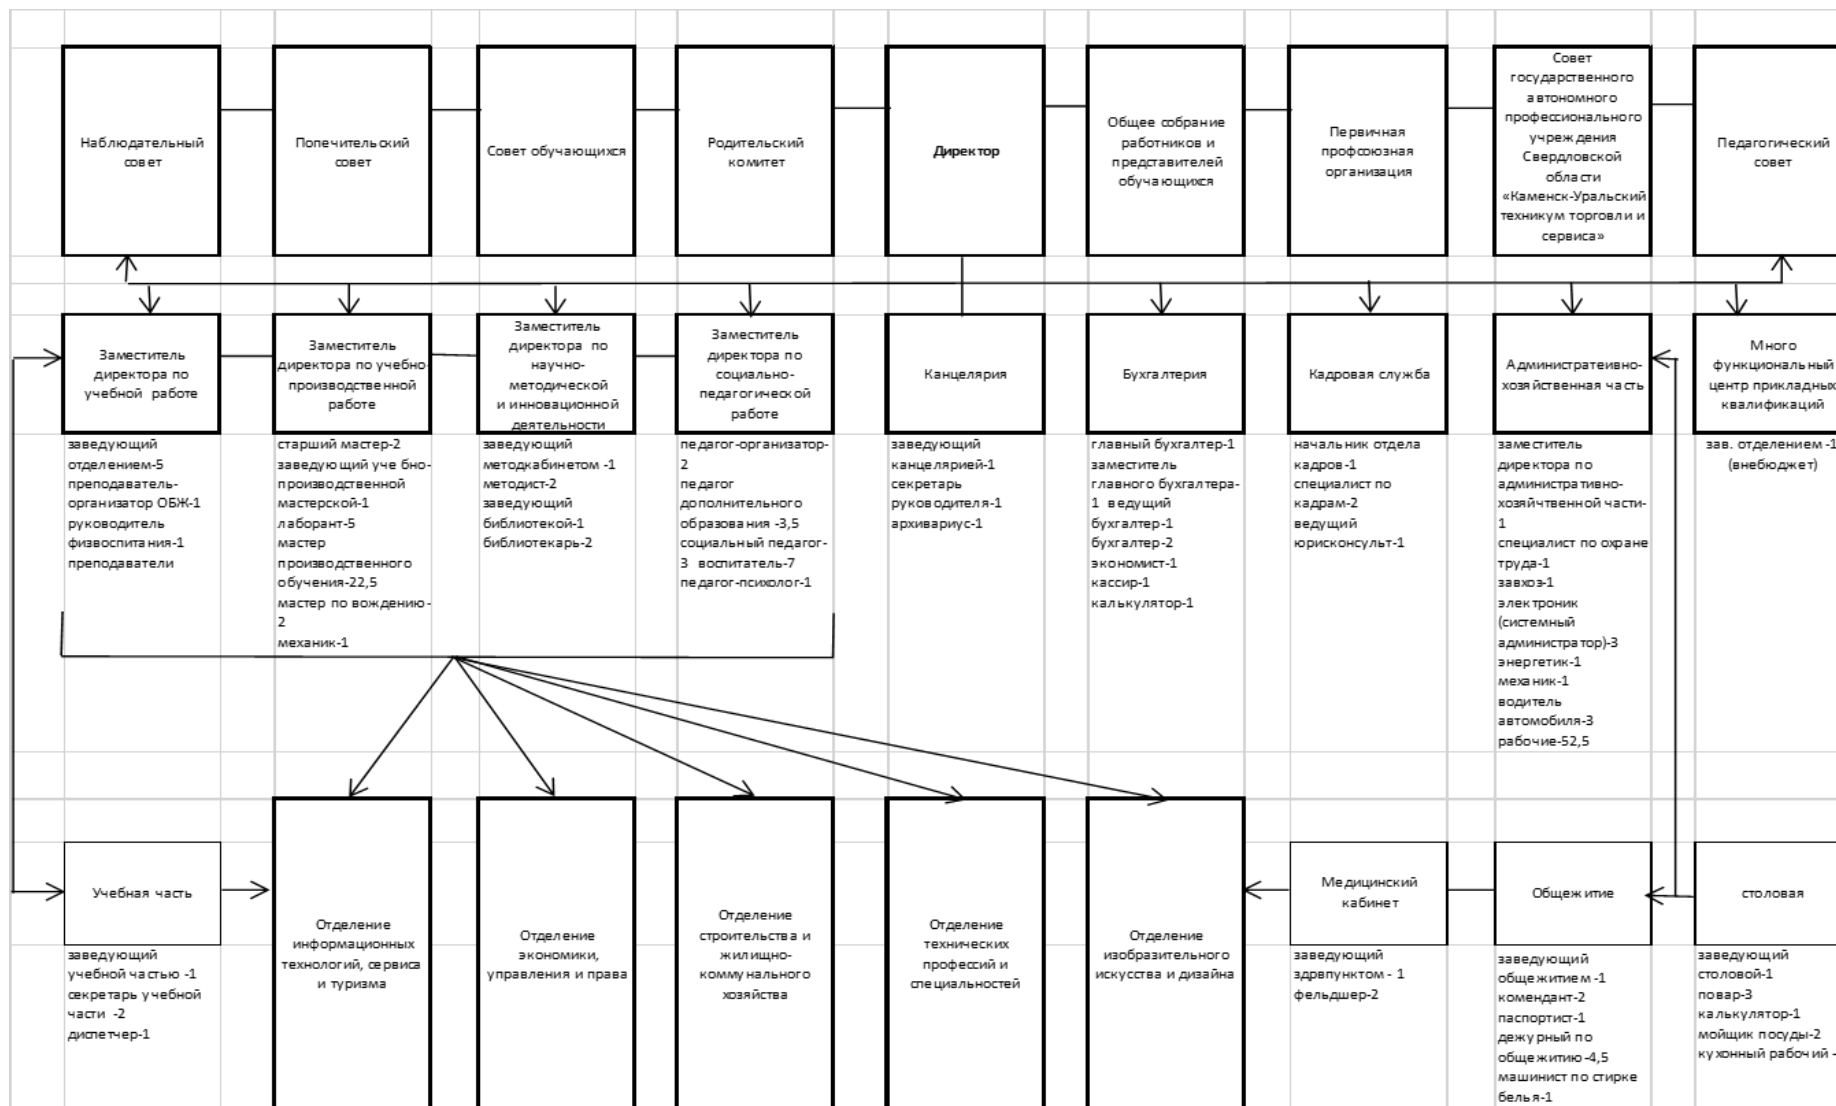 Наблюдательный
совет
Попечительский
совет
Совет обучающихся
Родительский
комитет
Директор
Общее собрание
работников и
представителей
обучающихся
Первичная
профсоюзная
организация
Совет
государственного
автономного
профессионального
учреждения
Свердловской
области
«Каменск-Уральский
техникум торговли и
сервиса»
Педагогический
совет
Заместитель
директора по
учебной работе
Заместитель
директора по учебно-
производственной
работе
Заместитель
директора по
научно-
методической
и инновационной
деятельности
Заместитель
директора по
социально-
педагогической
работе
Канцелярия
Бухгалтерия
Кадровая служба
Административно-
хозяйственная часть
Много
функциональный
центр прикладных
квалификаций
заведующий
отделением-5
преподаватель-
организатор ОБЖ-1
руководитель
физвоспитания-1
преподаватели
старший мастер-2
заведующий уче бно-
производственной
мастерской-1
лаборант-5
мастер
производственного
обучения-22,5
мастер по вождению-
2
механик-1
заведующий
методкабинетом -1
методист-2
заведующий
библиотекой-1
библиотекарь-2
педагог-организатор-
2
педагог
дополнительного
образования -3,5
социальный педагог-
3 воспитатель-7
педагог-психолог-1
заведующий
канцелярией-1
секретарь
руководителя-1
архивариус-1
главный бухгалтер-1
заместитель
главного бухгалтера-
1 ведущий
бухгалтер-1
бухгалтер-2
экономист-1
кассир-1
калькулятор-1
начальник отдела
кадров-1
специалист по
кадрам-2
ведущий
юрисконсульт-1
заместитель
директора по
административно-
хозяйчтвенной части-
1
специалист по охране
труда-1
завхоз-1
электроник
(системный
администратор)-3
энергетик-1
механик-1
водитель
автомобиля-3
рабочие-52,5
зав. отделением -1
(внебюджет)
Учебная часть
заведующий
учебной частью -1
секретарь учебной
части -2
диспетчер-1
Отделение
информационных
технологий, сервиса
и туризма
Отделение
экономики,
управления и права
Отделение
строительства и
жилищно-
коммунального
хозяйства
Отделение
технических
профессий и
специальностей
Отделение
изобразительного
искусства и дизайна
Медицинский
кабинет
заведующий
здрвпунктом - 1
фельдшер-2
Общежитие
заведующий
общежитием -1
комендант-2
паспортист-1
дежурный по
общежитию-4,5
машинист по стирке
белья-1
столовая
заведующий
столовой-1
повар-3
калькулятор-1
мойщик посуды-2
кухонный рабочий -